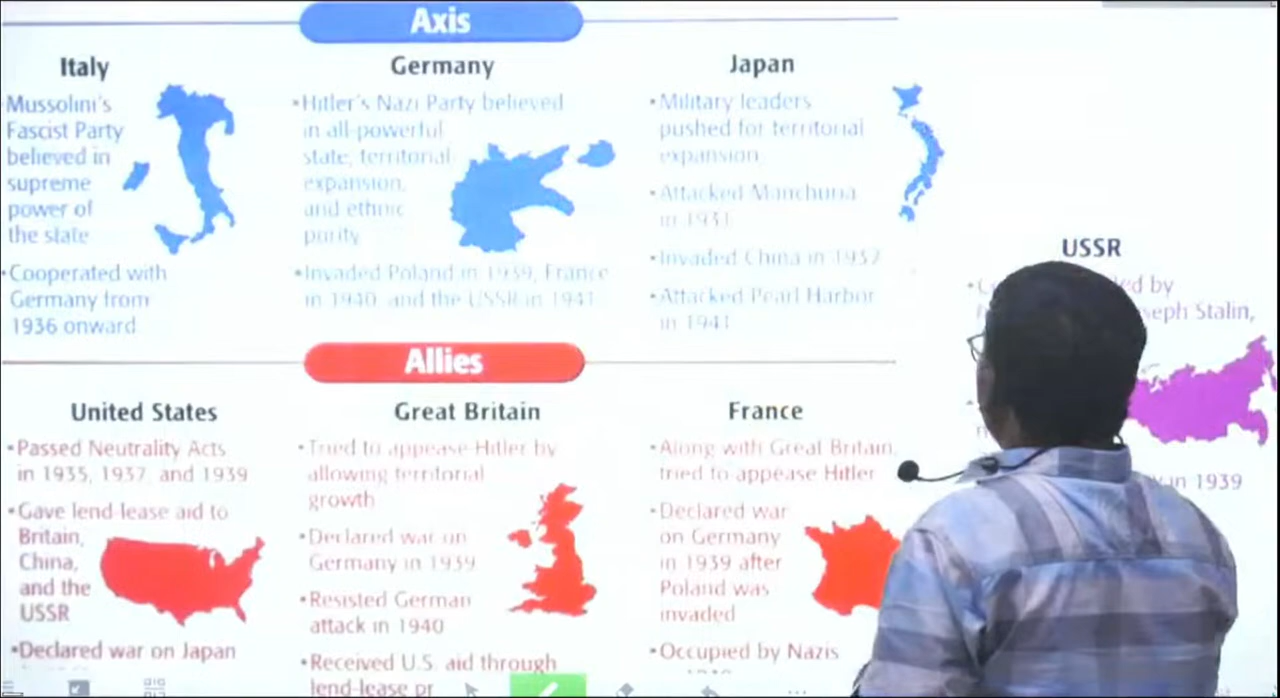 Axis
Italy
Mussolini's
Fascist Party
believed in
supreme
power of
the state
•Cooperated with
Germany from
1936 onward
Germany
•Hitler's Nazi Party believed
in all-powerful
state, territorial
expansion,
and ethnic
purity
•Invaded Poland in 1939, France
in 1940, and the USSR in 1941
Japan
•Military leaders
pushed for territorial
expansion
•Attacked Manchuria
in 1931
•Invaded China in 1937
•Attacked Pearl Harbor
in 1941
USSR
led by
seph Stalin,
in 1939
Allies
United States
•Passed Neutrality Acts
in 1935, 1937, and 1939
•Gave lend-lease aid to
Britain,
China,
and the
USSR
•Declared war on Japan
Great Britain
•Tried to appease Hitler by
allowing territorial
growth
•Declared war on
Germany in 1939
•Resisted German
attack in 1940
•Received U.S. aid through
lend-lease pr
France
•Along with Great Britain,
tried to appease Hitler
•Declared war
on Germany
in 1939 after
Poland was
invaded
•Occupied by Nazis